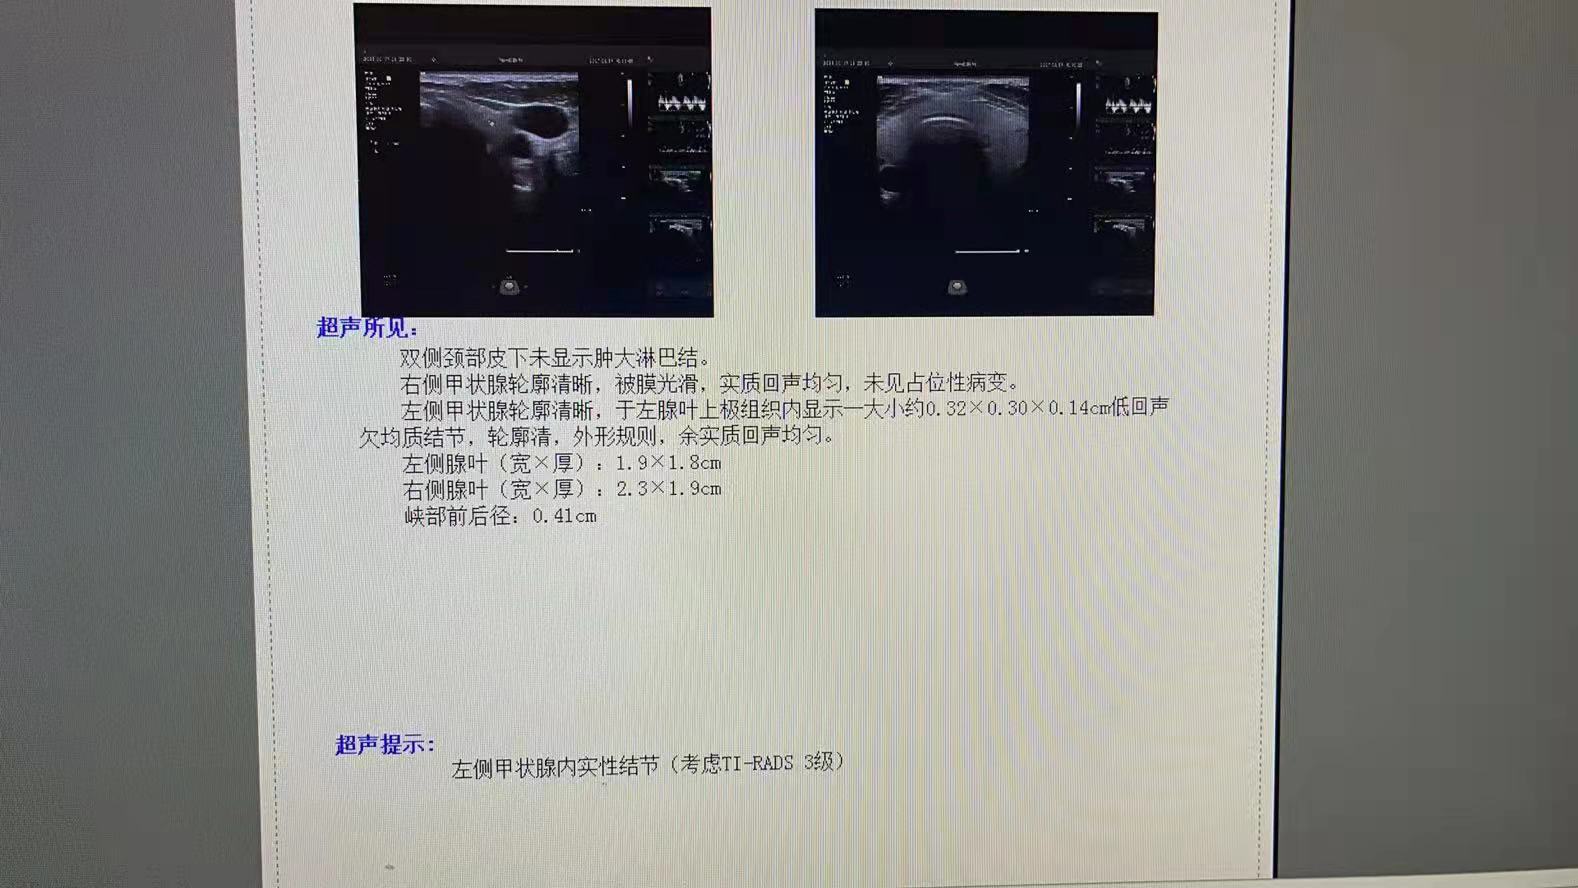 超声所见：
双侧颈部皮下未显示肿大淋巴结。
右侧甲状腺轮廓清晰，被膜光滑，实质回声均匀，未见占位性病变。
左侧甲状腺轮廓清晰，于左腺叶上极组织内显示一大小约0.32×0.30×0.14cm低回声
欠均质结节，轮廓清，外形规则，余实质回声均匀。
左侧腺叶（宽×厚）：1.9×1.8cm
右侧腺叶（宽×厚）：2.3×1.9cm
峡部前后径：0.41cm
超声提示：
左侧甲状腺内实性结节（考虑TI-RADS 3级）